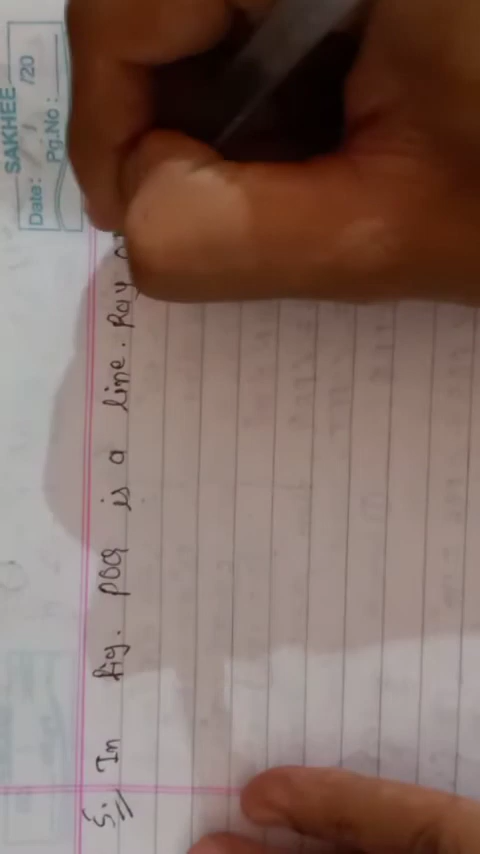 SAKHEE
Date: / /20
Pg.No:
5. In fig. POQ is a line. Ray